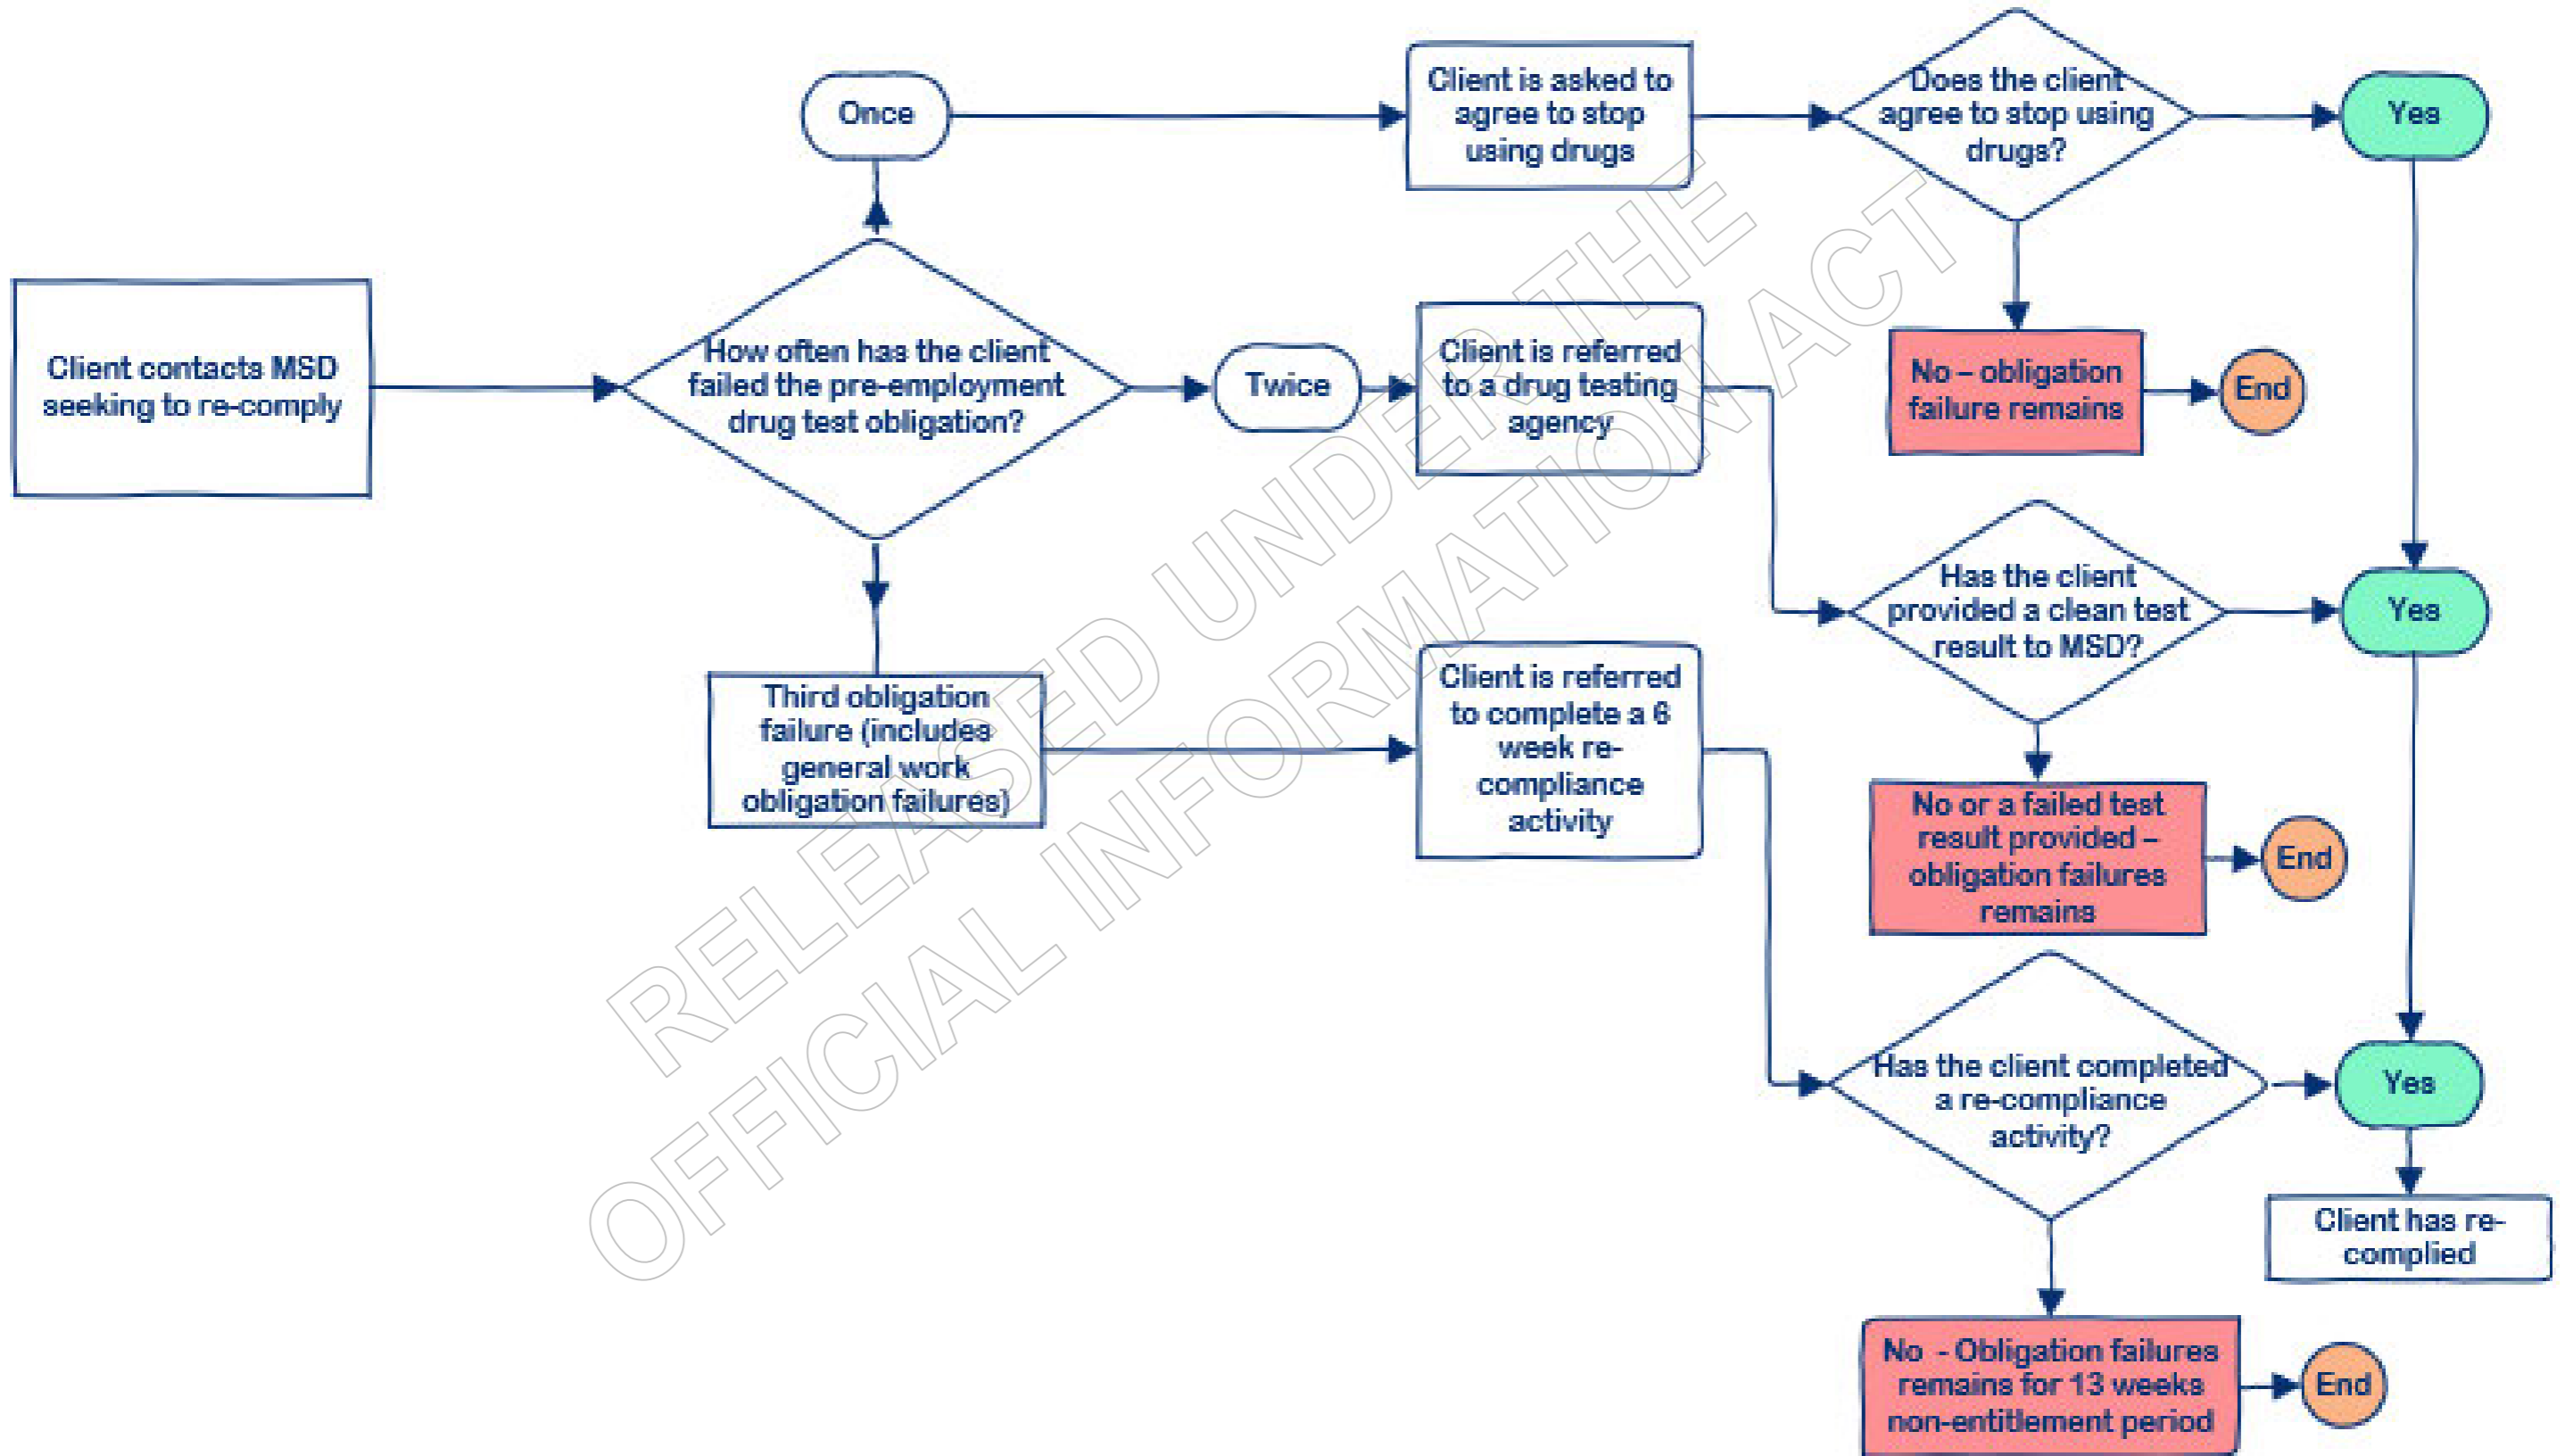 Once
Client is asked to
agree to stop
using drugs
Does the client
agree to stop using
drugs?
Yes
Client contacts MSD
seeking to re-comply
How often has the client
failed the pre-employment
drug test obligation?
Twice
Client is referred
to a drug testing
agency
No – obligation
failure remains
End
Has the client
provided a clean test
result to MSD?
Yes
Third obligation
failure (includes
general work
obligation failures)
Client is referred
to complete a 6
week re-
compliance
activity
No or a failed test
result provided –
obligation failures
remains
End
Has the client completed
a re-compliance
activity?
Yes
Client has re-
complied
No - Obligation failures
remains for 13 weeks
non-entitlement period
End
RELEASED UNDER THE
OFFICIAL INFORMATION ACT